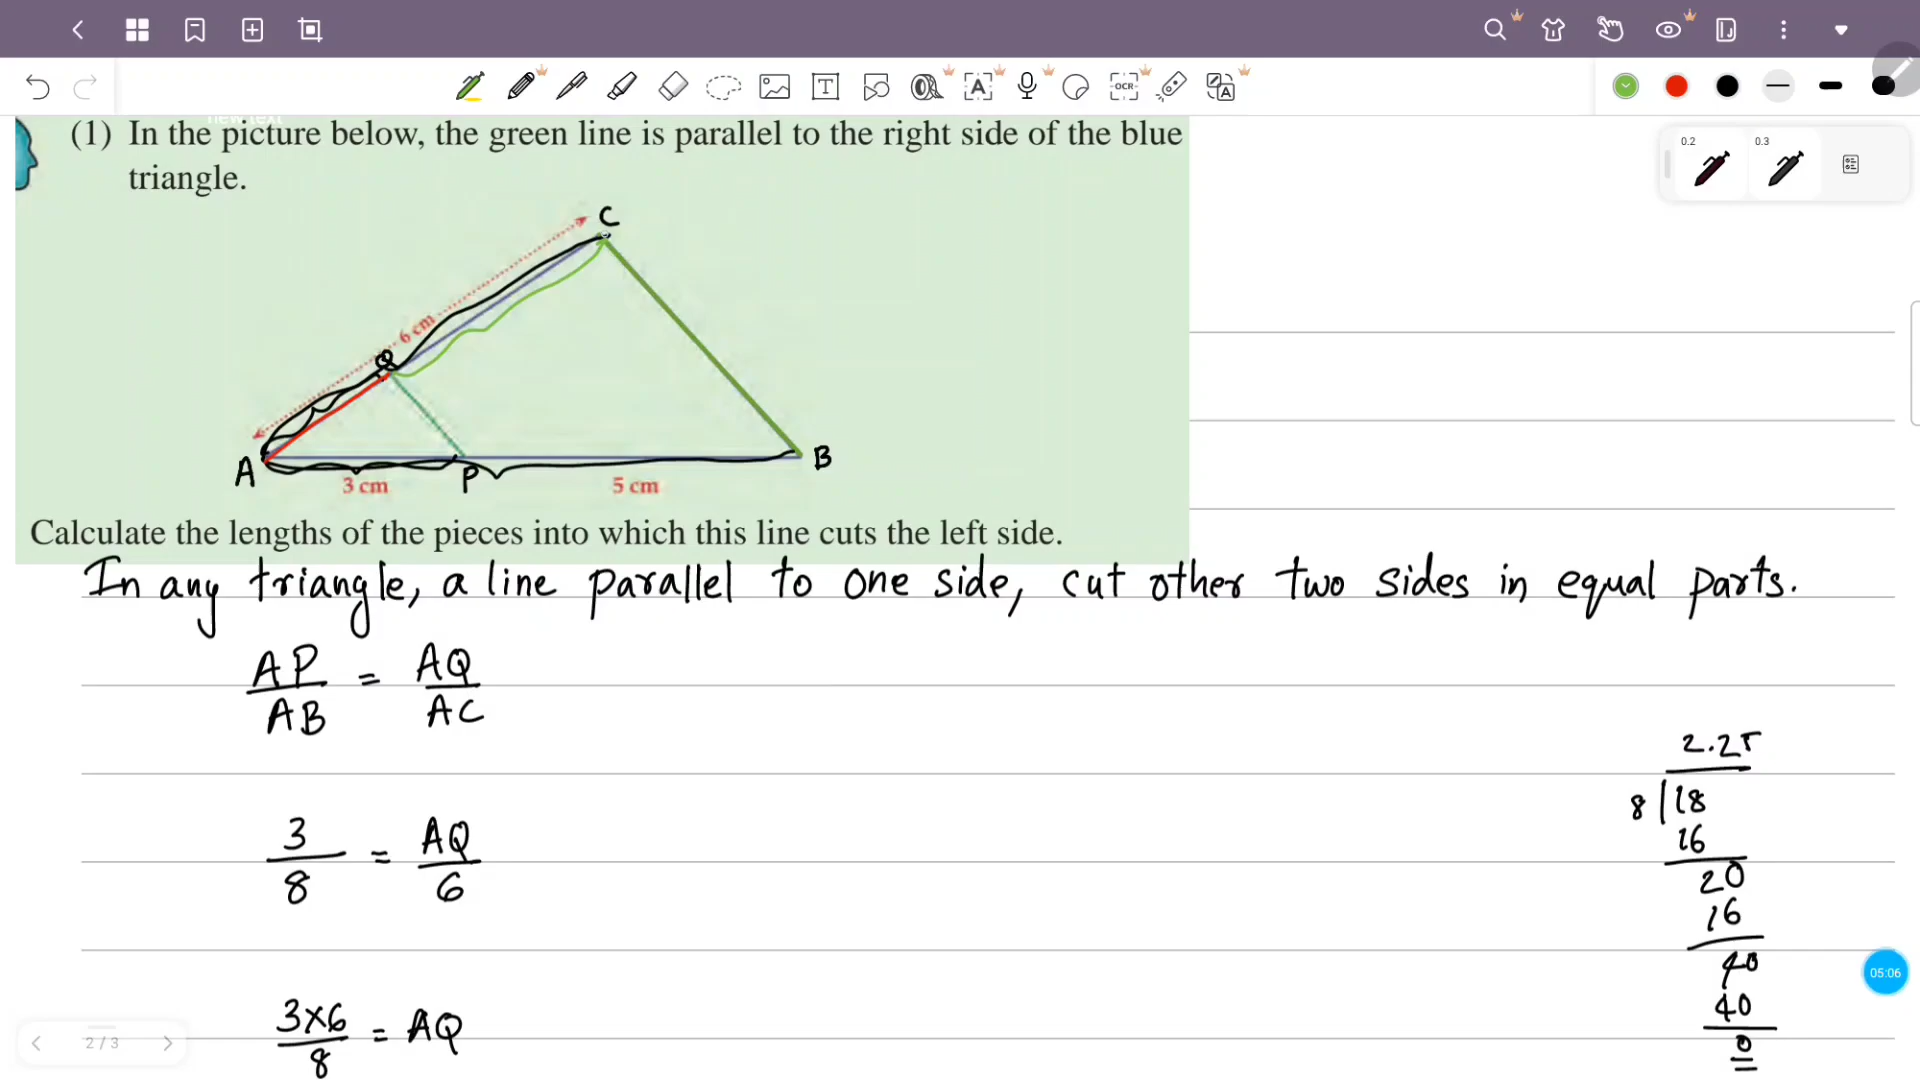 OCR
0.2
0.3
new text
(1) In the picture below, the green line is parallel to the right side of the blue
triangle.
C
6 cm
Q
A
P
B
3 cm
5 cm
Calculate the lengths of the pieces into which this line cuts the left side.
In any triangle, a line parallel to one side, cut other two sides in equal parts.
AP/AB = AQ/AC
3/8 = AQ/6
3×6/8 = AQ
2.25
8 18
16
20
16
40
40
0
05:06
2 / 3